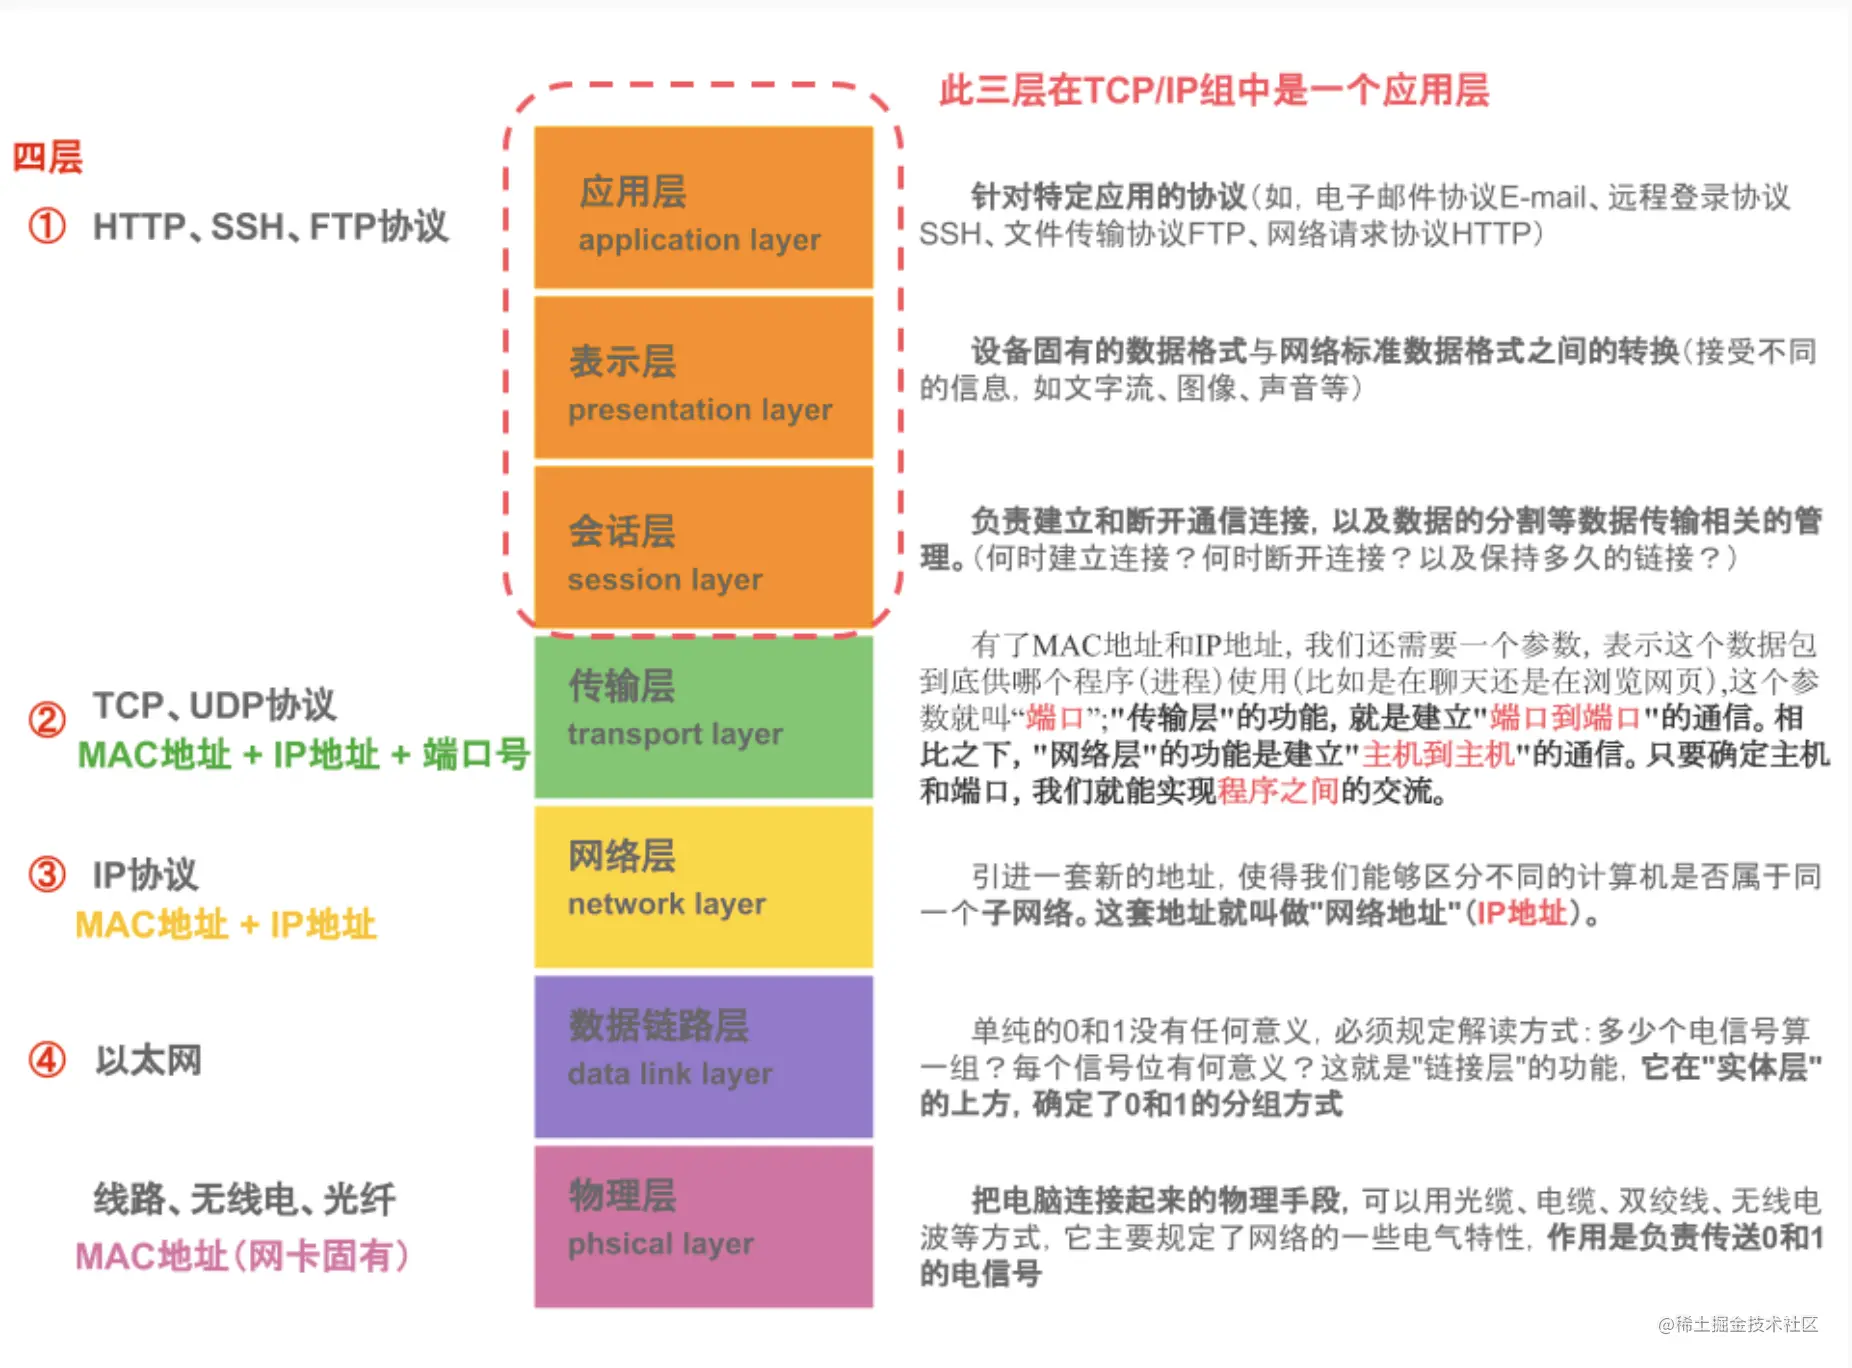 此三层在TCP/IP组中是一个应用层
四层
① HTTP、SSH、FTP协议
应用层
application layer
针对特定应用的协议(如,电子邮件协议E-mail、远程登录协议
SSH、文件传输协议FTP、网络请求协议HTTP)
表示层
presentation layer
设备固有的数据格式与网络标准数据格式之间的转换(接受不同
的信息,如文字流、图像、声音等)
会话层
session layer
负责建立和断开通信连接,以及数据的分割等数据传输相关的管
理。(何时建立连接?何时断开连接?以及保持多久的链接?)
② TCP、UDP协议
MAC地址 + IP地址 + 端口号
传输层
transport layer
有了MAC地址和IP地址,我们还需要一个参数,表示这个数据包
到底供哪个程序(进程)使用(比如是在聊天还是在浏览网页),这个参
数就叫“端口”;"传输层"的功能,就是建立"端口到端口"的通信。相
比之下,"网络层"的功能是建立"主机到主机"的通信。只要确定主机
和端口,我们就能实现程序之间的交流。
③ IP协议
MAC地址 + IP地址
网络层
network layer
引进一套新的地址,使得我们能够区分不同的计算机是否属于同
一个子网络。这套地址就叫做"网络地址"(IP地址)。
④ 以太网
数据链路层
data link layer
单纯的0和1没有任何意义,必须规定解读方式:多少个电信号算
一组?每个信号位有何意义?这就是"链接层"的功能,它在"实体层"
的上方,确定了0和1的分组方式
线路、无线电、光纤
MAC地址(网卡固有)
物理层
phsical layer
把电脑连接起来的物理手段,可以用光缆、电缆、双绞线、无线电
波等方式,它主要规定了网络的一些电气特性,作用是负责传送0和1
的电信号
@稀土掘金技术社区